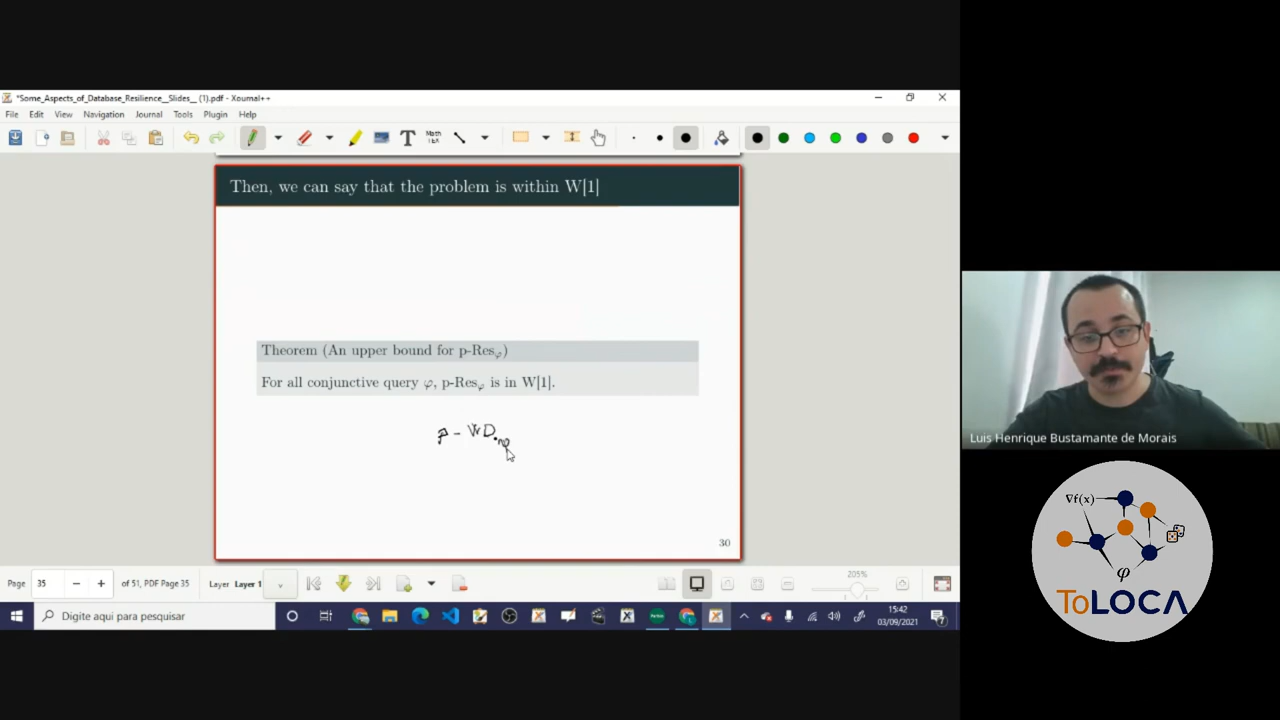 *Some_Aspects_of_Database_Resilience__Slides__ (1).pdf - Xournal++
File Edit View Navigation Journal Tools Plugin Help
Then, we can say that the problem is within W[1]
Theorem (An upper bound for p-Resφ)
For all conjunctive query φ, p-Resφ is in W[1].
p - WD
30
Page 35 of 51, PDF Page 35 Layer Layer 1 205%
Digite aqui para pesquisar
15:42
03/09/2021
Luis Henrique Bustamante de Morais
∇f(x)
φ
ToLOCA